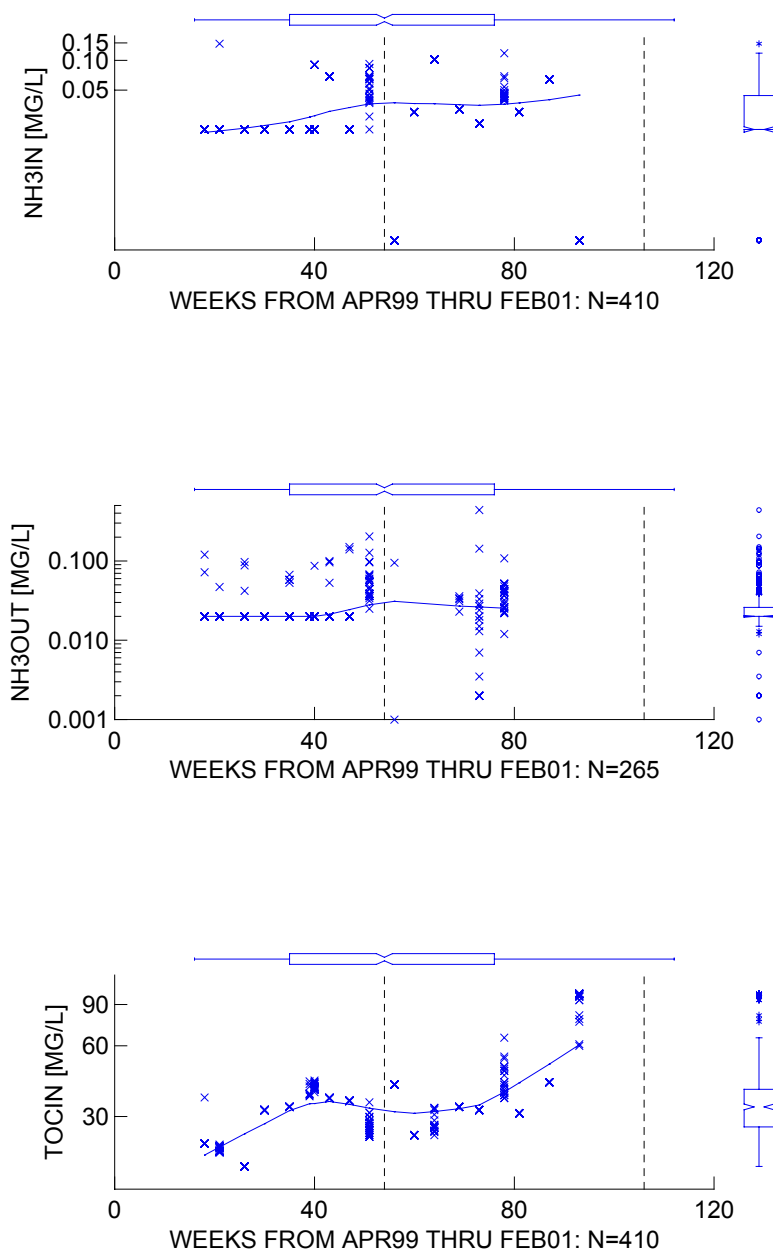 0.15
0.10
0.05
NH3IN [MG/L]
0 40 80 120
WEEKS FROM APR99 THRU FEB01: N=410
0.100
0.010
0.001
NH3OUT [MG/L]
0 40 80 120
WEEKS FROM APR99 THRU FEB01: N=265
90
60
30
TOCIN [MG/L]
0 40 80 120
WEEKS FROM APR99 THRU FEB01: N=410